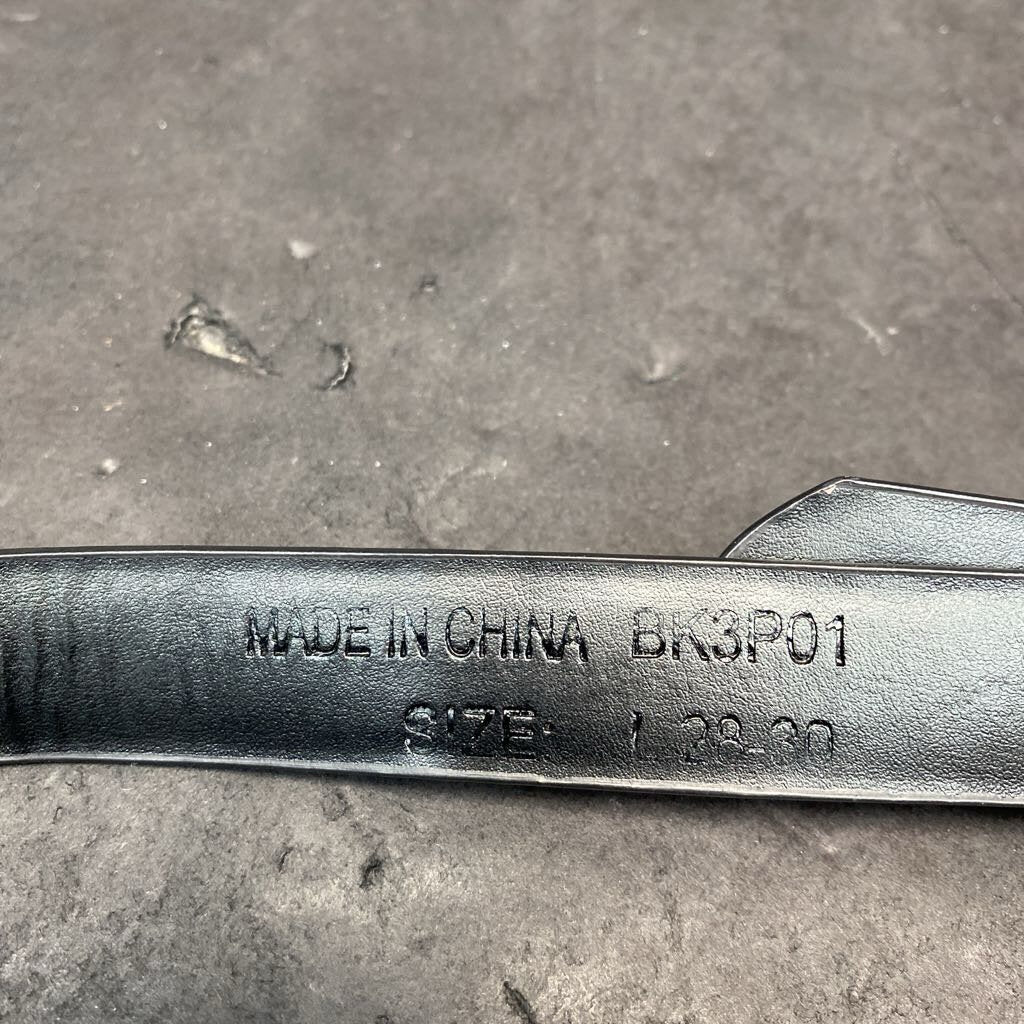 MADE IN CHINA BK3P01
SIZE: L 28-30